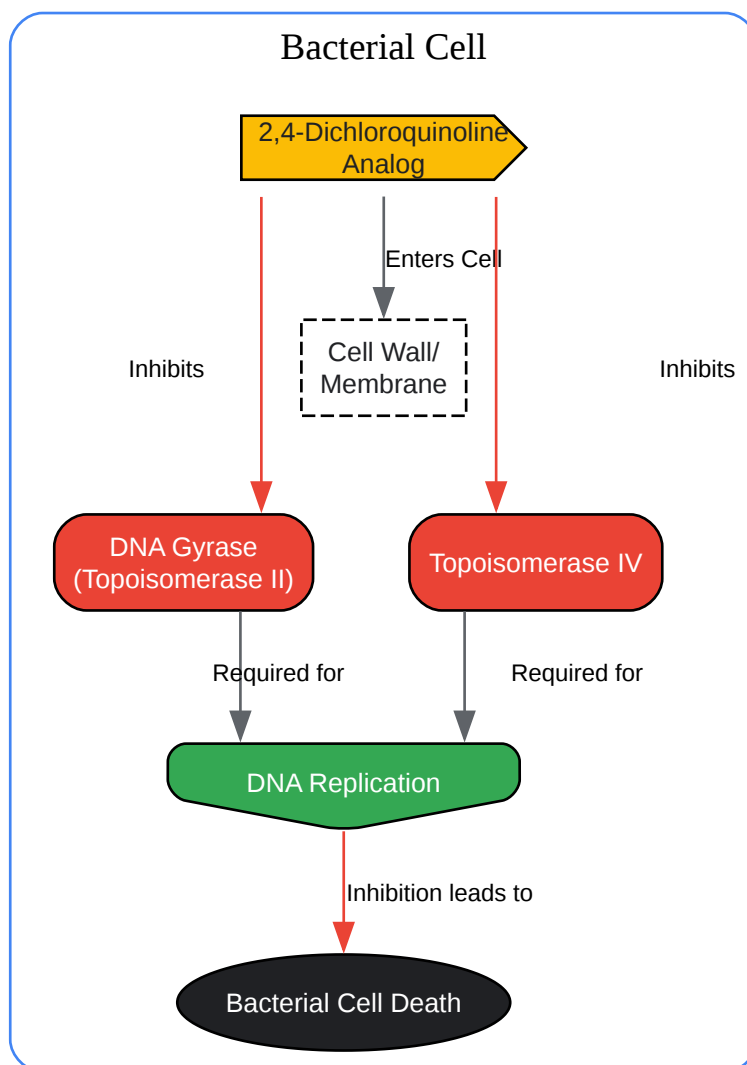 Bacterial Cell
2,4-Dichloroquinoline
Analog
Enters Cell
Cell Wall/
Membrane
Inhibits
Inhibits
DNA Gyrase
(Topoisomerase II)
Topoisomerase IV
Required for
Required for
DNA Replication
Inhibition leads to
Bacterial Cell Death